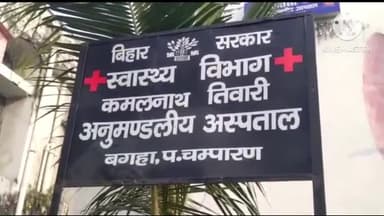 बिहार सरकार
स्वास्थ्य विभाग
कमलनाथ तिवारी
अनुमण्डलीय अस्पताल
बगहा, प.चम्पारण